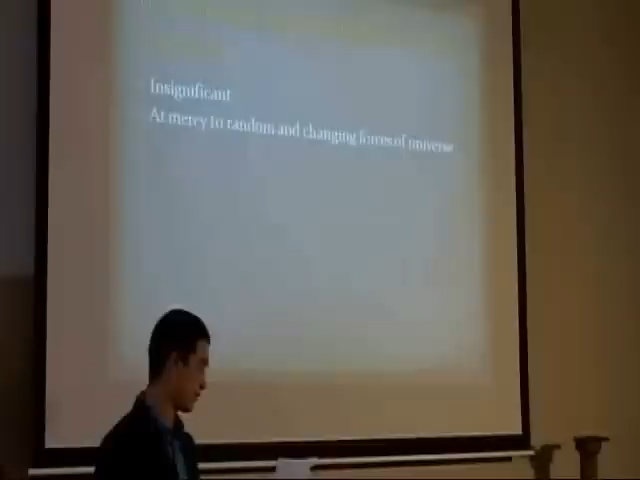 Insignificant
At mercy to random and changing forces of universe